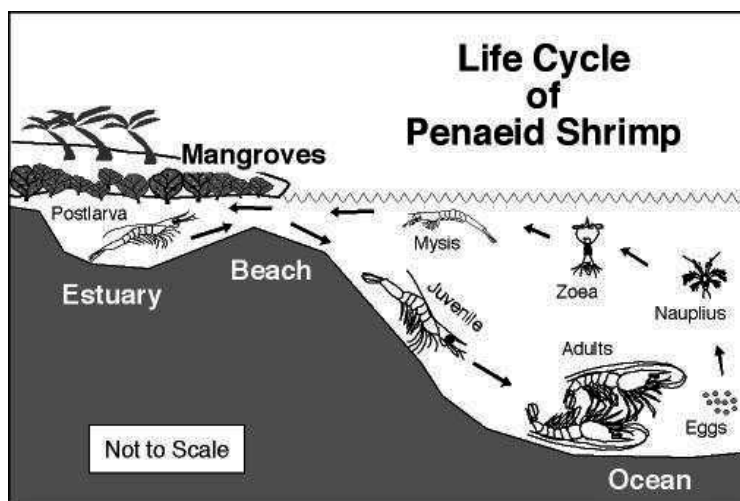 Life Cycle
of
Penaeid Shrimp
Mangroves
Postlarva
Mysis
Zoea
Nauplius
Estuary
Beach
Juvenile
Adults
Eggs
Not to Scale
Ocean